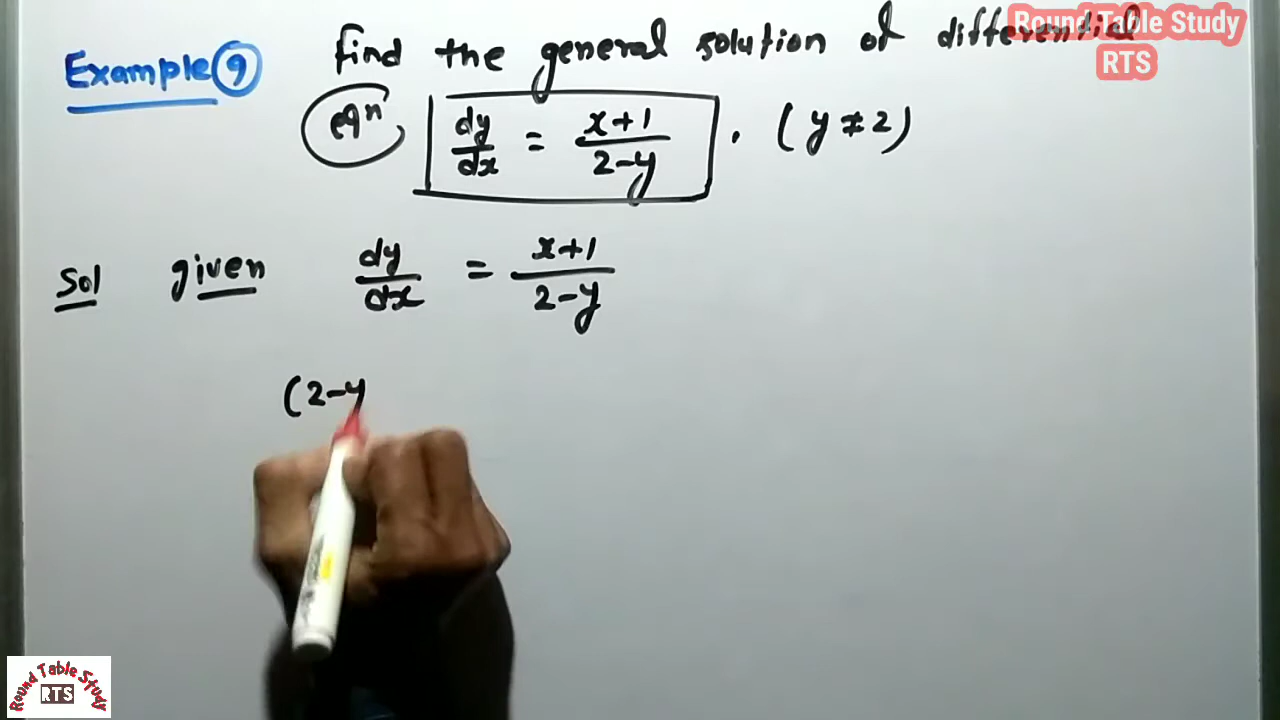 Example 9 find the general solution of differential
eqn dy/dx = x+1/2-y . (y ≠ 2)
Sol given dy/dx = x+1/2-y
(2-y
Round Table Study
RTS
Round Table Study
RTS